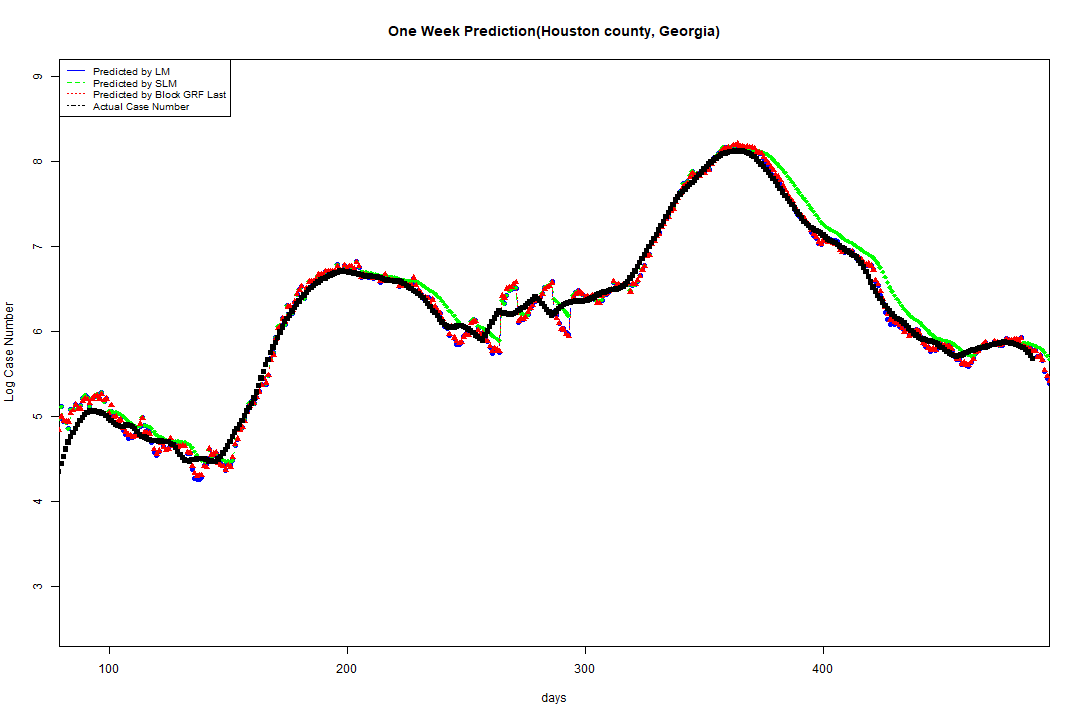 One Week Prediction(Houston county, Georgia)
Predicted by LM
Predicted by SLM
Predicted by Block GRF Last
Actual Case Number
9
8
7
6
5
4
3
Log Case Number
100 200 300 400
days